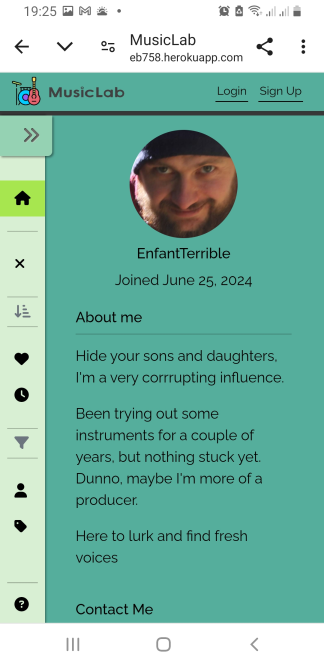 19:25
MusicLab
eb758.herokuapp.com
MusicLab
Login Sign Up
EnfantTerrible
Joined June 25, 2024
About me
Hide your sons and daughters,
I'm a very corrrupting influence.
Been trying out some
instruments for a couple of
years, but nothing stuck yet.
Dunno, maybe I'm more of a
producer.
Here to lurk and find fresh
voices
Contact Me